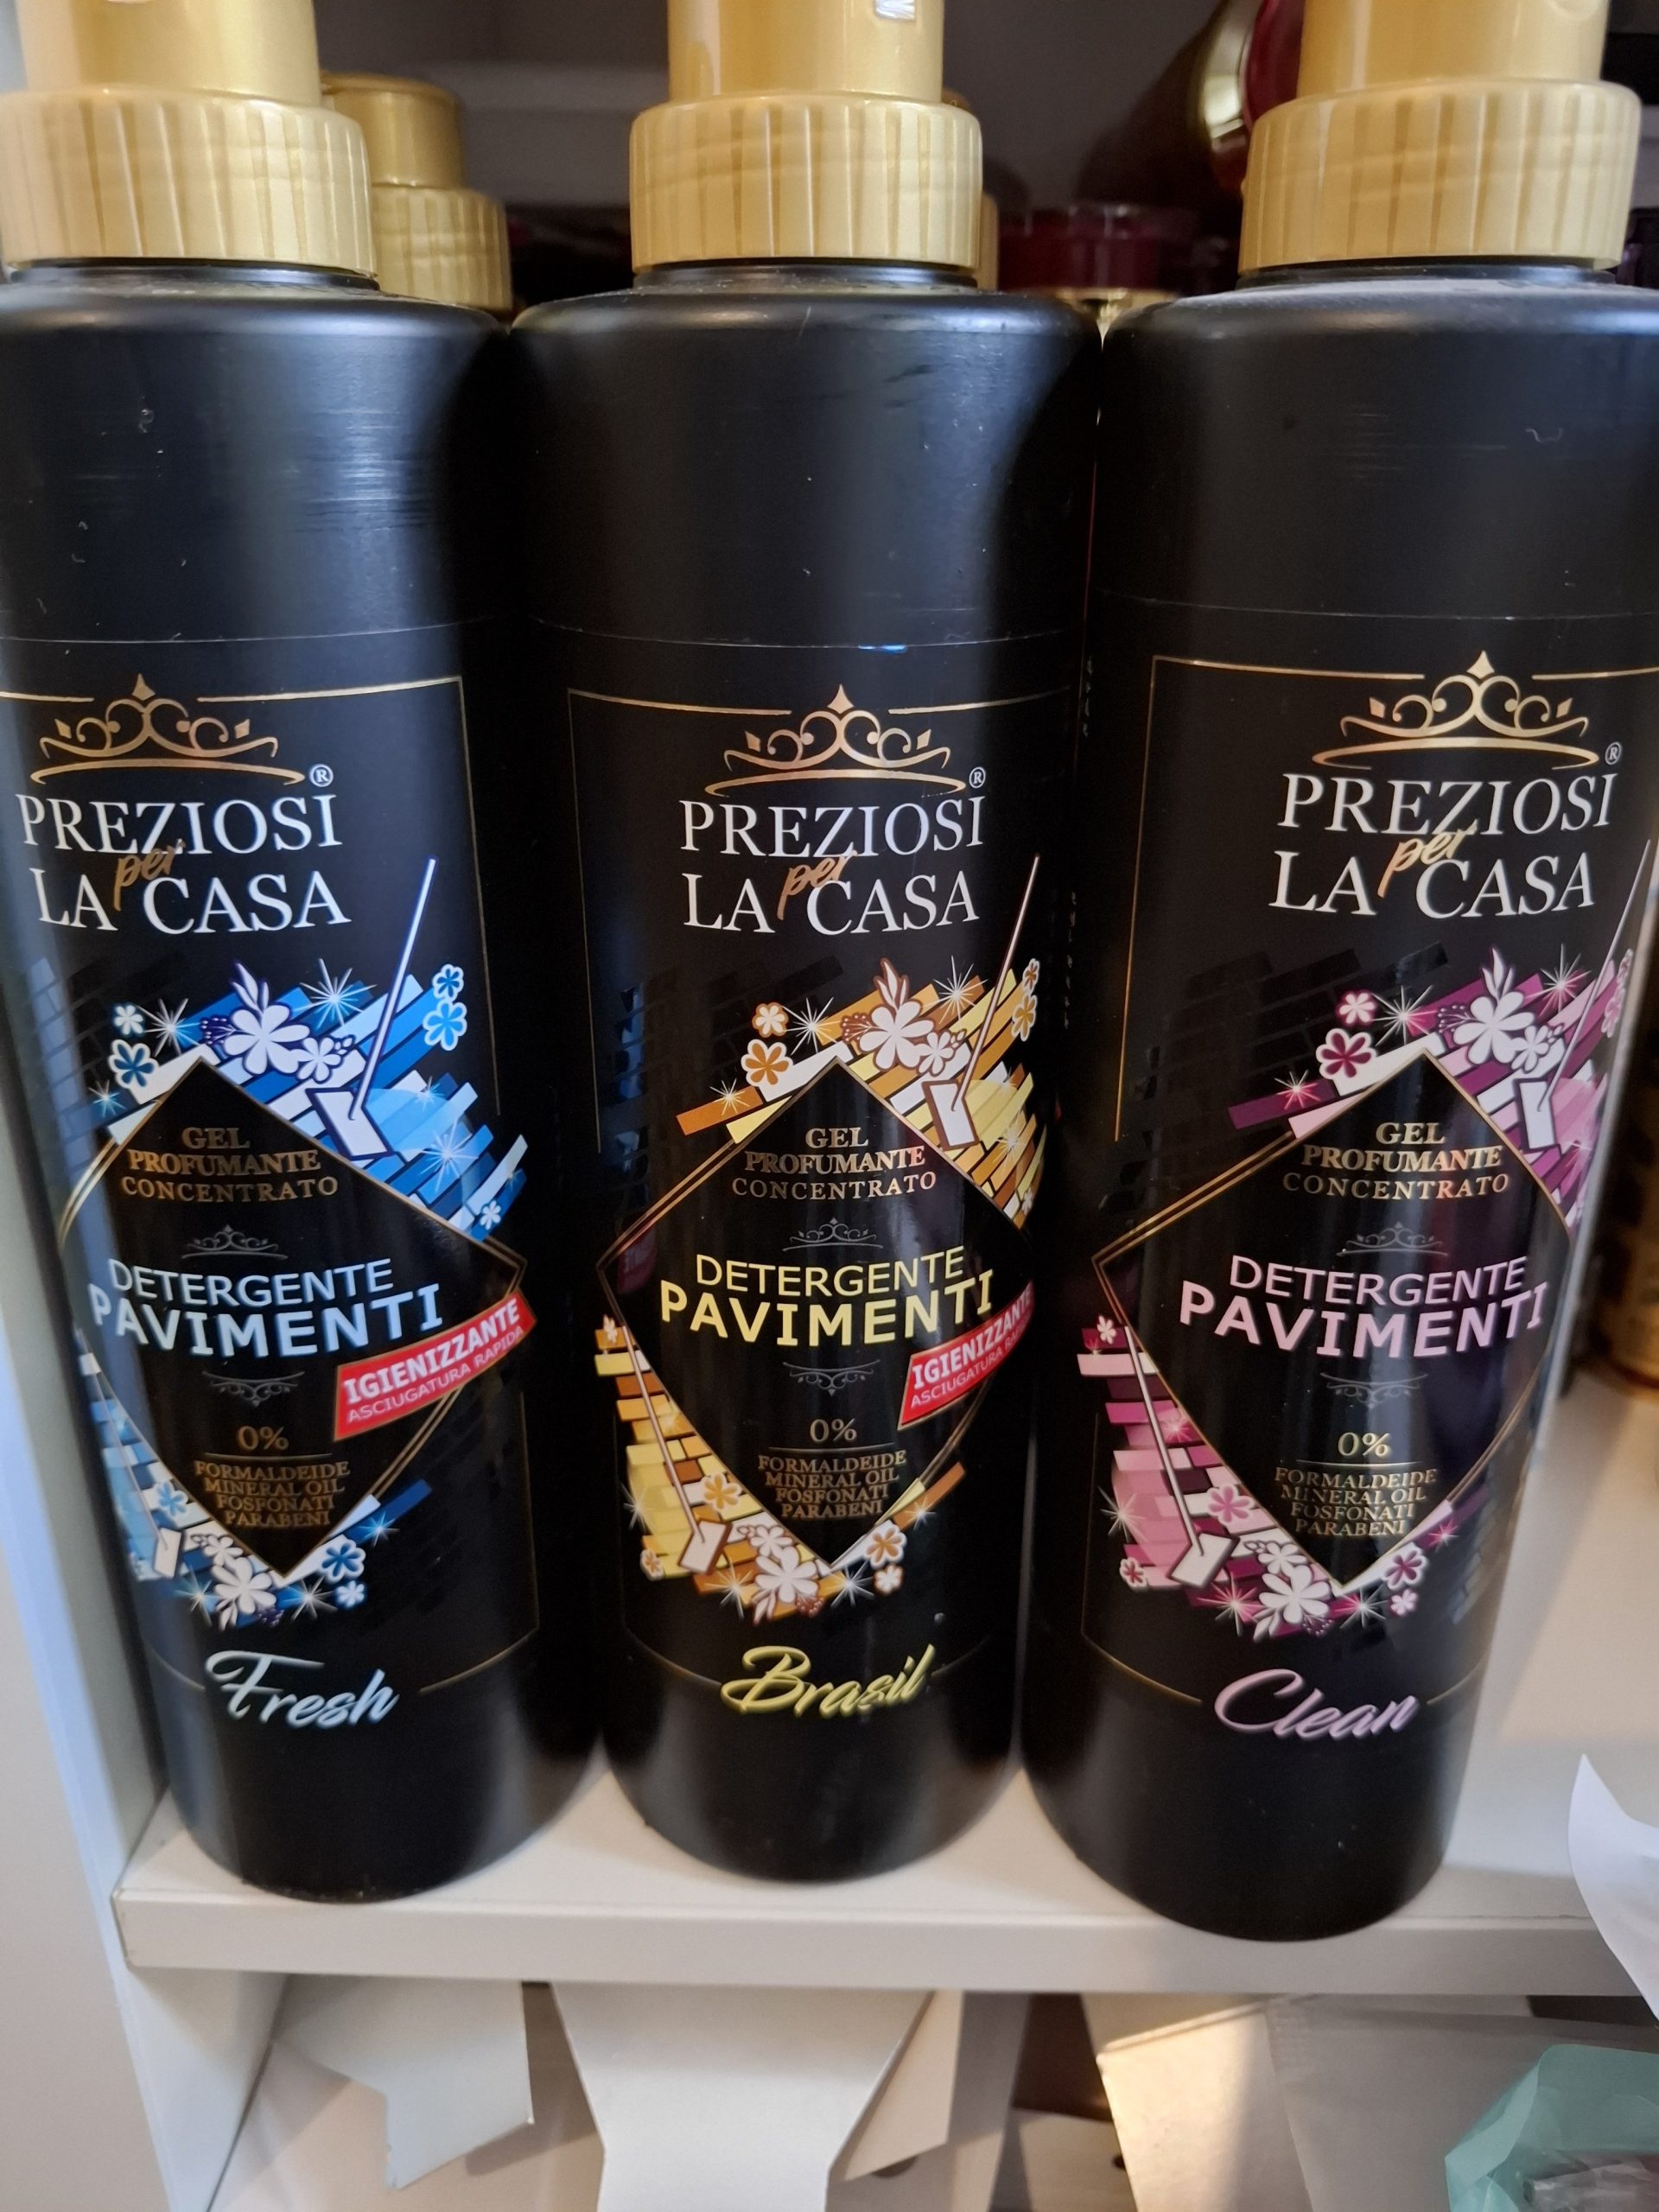 PREZIOSI
per
LA CASA
GEL
PROFUMANTE
CONCENTRATO
DETERGENTE
PAVIMENTI
IGIENIZZANTE
ASCIUGATURA RAPIDA
0%
FORMALDEIDE
MINERAL OIL
FOSFONATI
PARABENI
Fresh
®
PREZIOSI
per
LA CASA
GEL
PROFUMANTE
CONCENTRATO
DETERGENTE
PAVIMENTI
IGIENIZZANTE
ASCIUGATURA
0%
FORMALDEIDE
MINERAL OIL
FOSFONATI
PARABENI
Brasil
®
PREZIOSI
per
LA CASA
GEL
PROFUMANTE
CONCENTRATO
DETERGENTE
PAVIMENTI
0%
FORMALDEIDE
MINERAL OIL
FOSFONATI
PARABENI
Clean
®